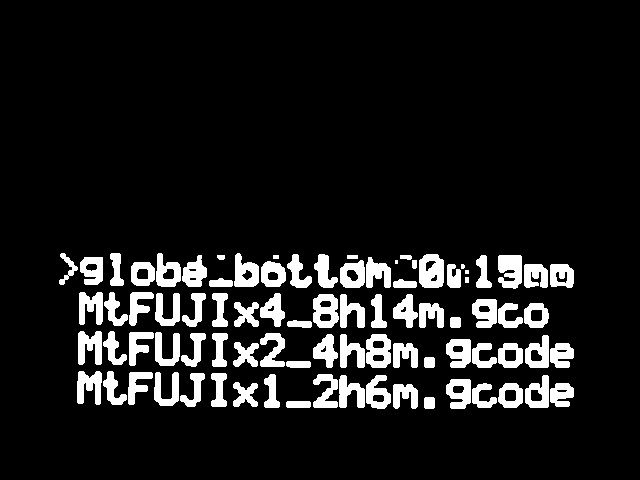 >globe_bottom_0.15mm
MtFUJIx4_8h14m.gco
MtFUJIx2_4h8m.gcode
MtFUJIx1_2h6m.gcode